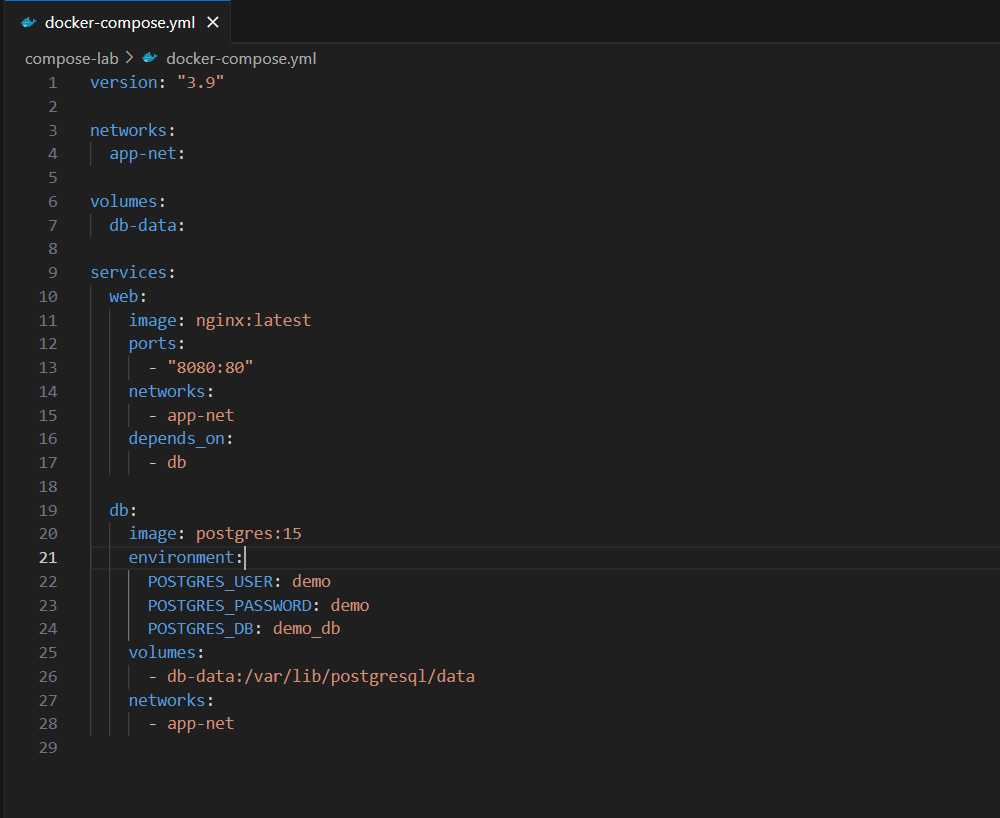 docker-compose.yml
compose-lab > docker-compose.yml
1 version: "3.9"
2
3 networks:
4   app-net:
5
6 volumes:
7   db-data:
8
9 services:
10   web:
11     image: nginx:latest
12     ports:
13       - "8080:80"
14     networks:
15       - app-net
16     depends_on:
17       - db
18
19   db:
20     image: postgres:15
21     environment:
22       POSTGRES_USER: demo
23       POSTGRES_PASSWORD: demo
24       POSTGRES_DB: demo_db
25     volumes:
26       - db-data:/var/lib/postgresql/data
27     networks:
28       - app-net
29